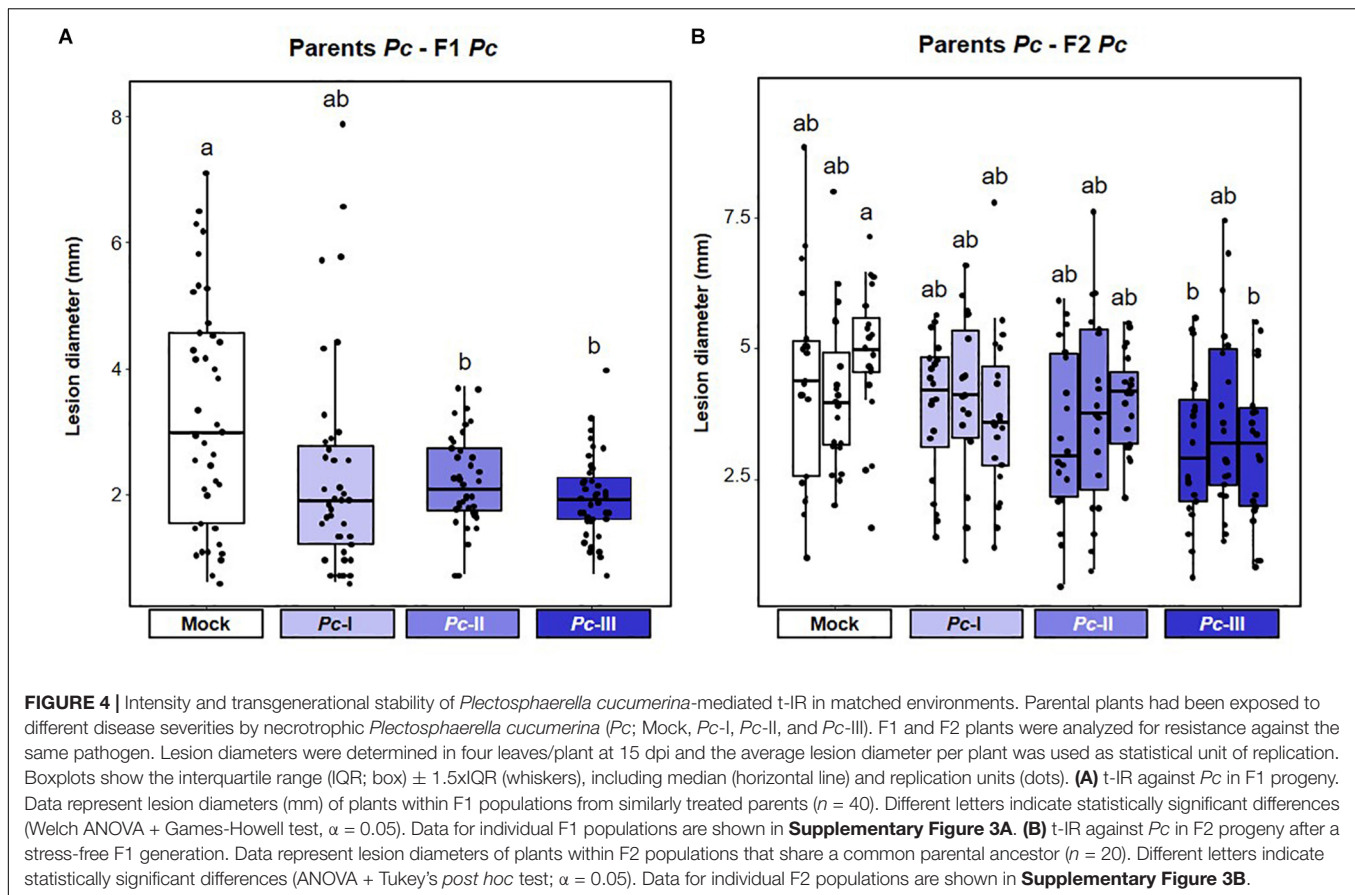 A
Parents Pc - F1 Pc
Lesion diameter (mm)
8
6
4
2
a
ab
b
b
Mock
Pc-I
Pc-II
Pc-III
B
Parents Pc - F2 Pc
Lesion diameter (mm)
7.5
5
2.5
ab
ab
a
ab
ab
ab
ab
ab
ab
b
ab
b
Mock
Pc-I
Pc-II
Pc-III
FIGURE 4 | Intensity and transgenerational stability of Plectosphaerella cucumerina-mediated t-IR in matched environments. Parental plants had been exposed to
different disease severities by necrotrophic Plectosphaerella cucumerina (Pc; Mock, Pc-I, Pc-II, and Pc-III). F1 and F2 plants were analyzed for resistance against the
same pathogen. Lesion diameters were determined in four leaves/plant at 15 dpi and the average lesion diameter per plant was used as statistical unit of replication.
Boxplots show the interquartile range (IQR; box) ± 1.5xIQR (whiskers), including median (horizontal line) and replication units (dots). (A) t-IR against Pc in F1 progeny.
Data represent lesion diameters (mm) of plants within F1 populations from similarly treated parents (n = 40). Different letters indicate statistically significant differences
(Welch ANOVA + Games-Howell test, α = 0.05). Data for individual F1 populations are shown in Supplementary Figure 3A. (B) t-IR against Pc in F2 progeny after a
stress-free F1 generation. Data represent lesion diameters of plants within F2 populations that share a common parental ancestor (n = 20). Different letters indicate
statistically significant differences (ANOVA + Tukey's post hoc test; α = 0.05). Data for individual F2 populations are shown in Supplementary Figure 3B.